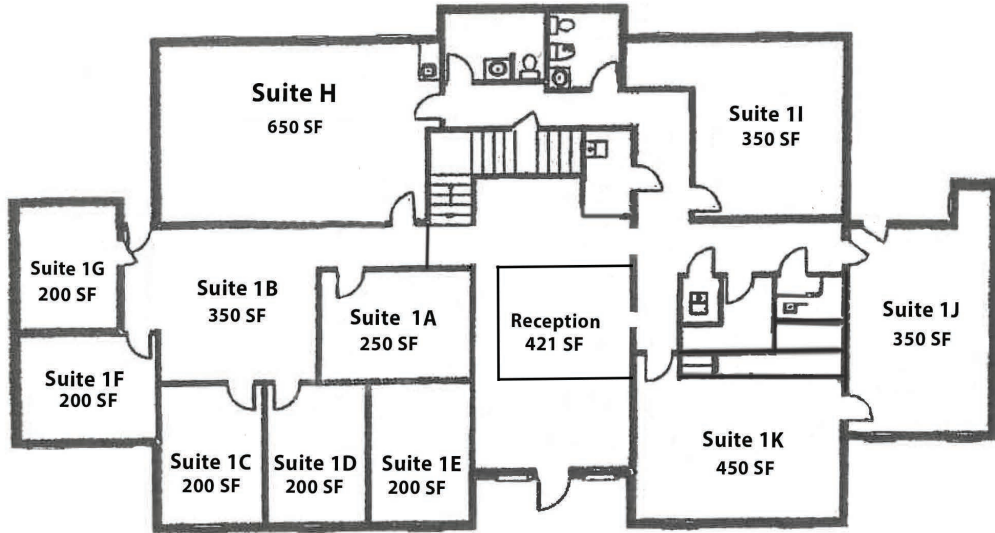 Suite H
650 SF
Suite 1I
350 SF
Suite 1G
200 SF
Suite 1B
350 SF
Suite 1A
250 SF
Reception
421 SF
Suite 1J
350 SF
Suite 1F
200 SF
Suite 1C
200 SF
Suite 1D
200 SF
Suite 1E
200 SF
Suite 1K
450 SF